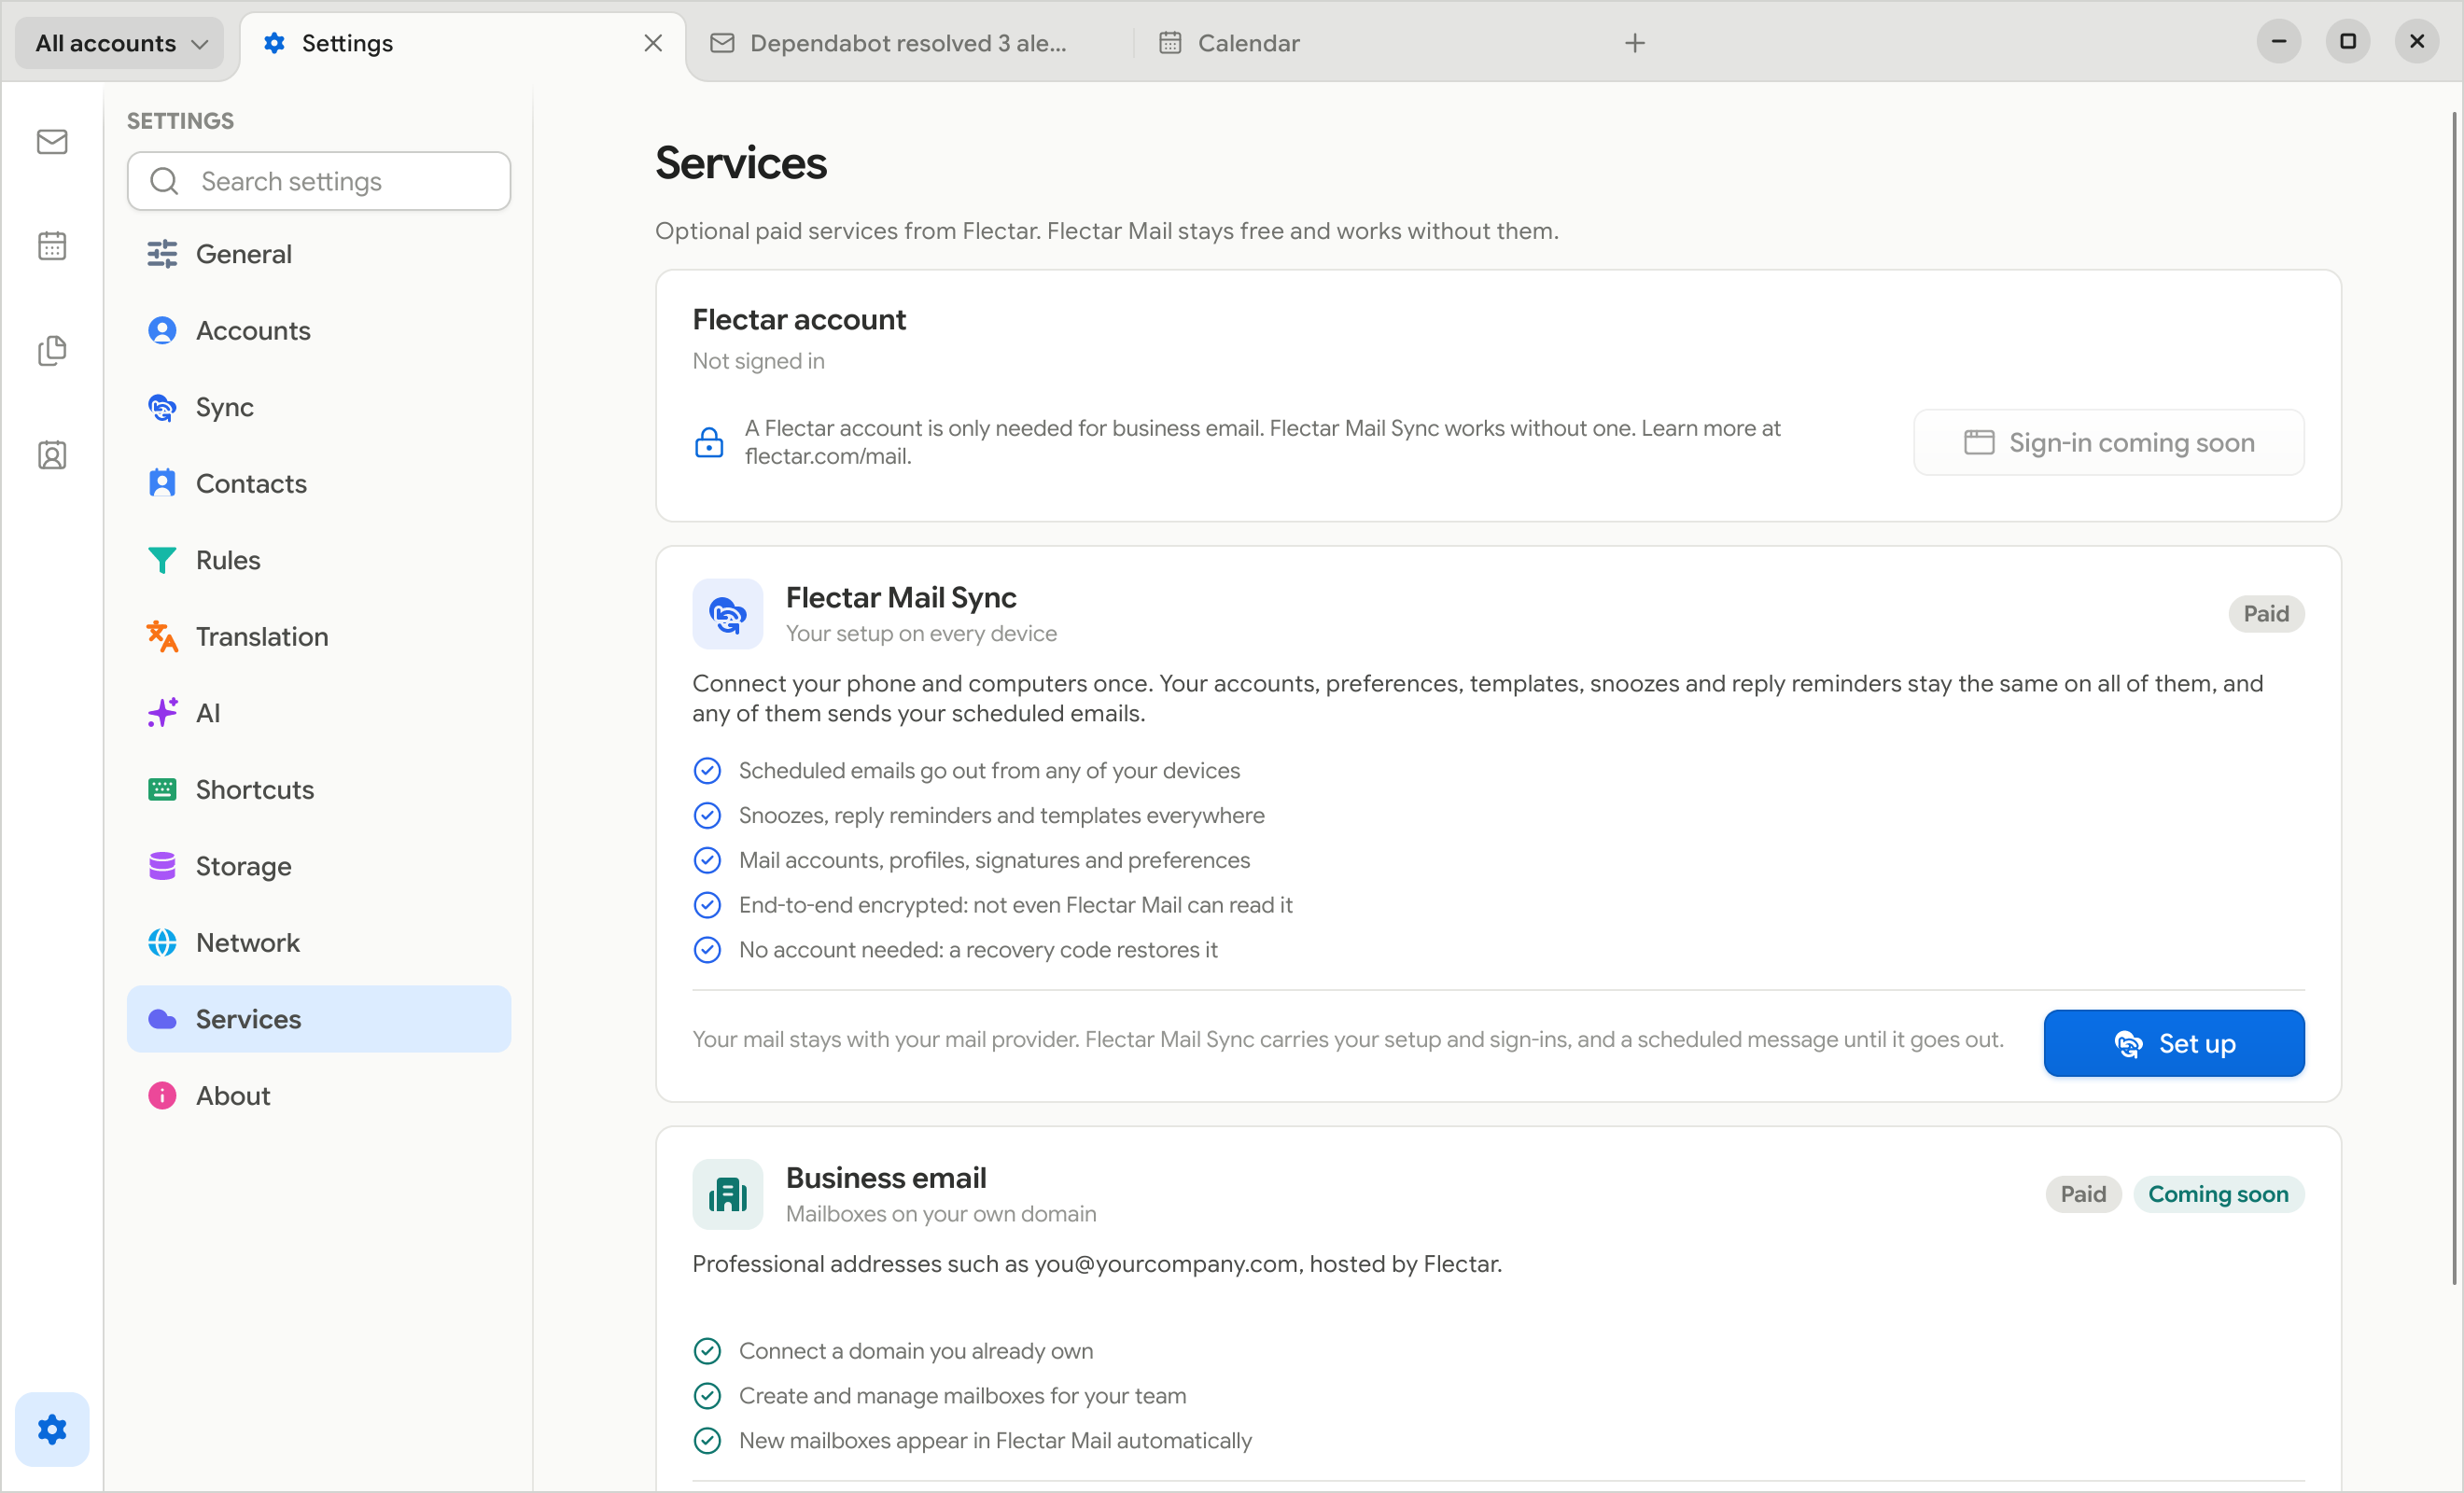 All accounts
Settings
Dependabot resolved 3 ale...
Calendar
SETTINGS
Search settings
General
Accounts
Sync
Contacts
Rules
Translation
AI
Shortcuts
Storage
Network
Services
About
Services
Optional paid services from Flectar. Flectar Mail stays free and works without them.
Flectar account
Not signed in
A Flectar account is only needed for business email. Flectar Mail Sync works without one. Learn more at
flectar.com/mail.
Sign-in coming soon
Flectar Mail Sync
Your setup on every device
Paid
Connect your phone and computers once. Your accounts, preferences, templates, snoozes and reply reminders stay the same on all of them, and
any of them sends your scheduled emails.
Scheduled emails go out from any of your devices
Snoozes, reply reminders and templates everywhere
Mail accounts, profiles, signatures and preferences
End-to-end encrypted: not even Flectar Mail can read it
No account needed: a recovery code restores it
Your mail stays with your mail provider. Flectar Mail Sync carries your setup and sign-ins, and a scheduled message until it goes out.
Set up
Business email
Mailboxes on your own domain
Paid
Coming soon
Professional addresses such as you@yourcompany.com, hosted by Flectar.
Connect a domain you already own
Create and manage mailboxes for your team
New mailboxes appear in Flectar Mail automatically